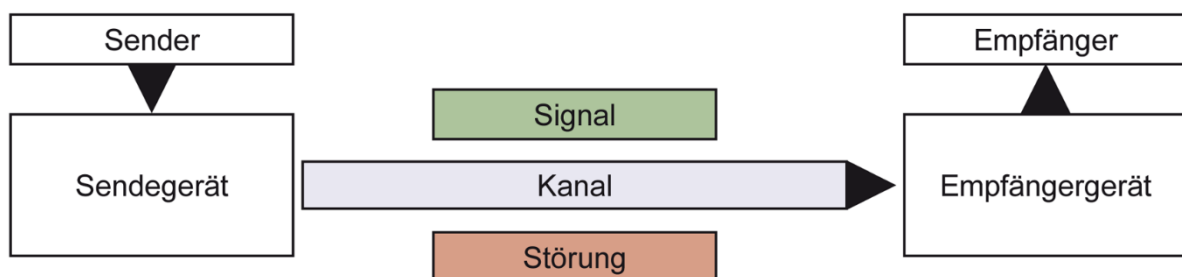 Sender
Empfänger
Signal
Sendegerät
Kanal
Empfängergerät
Störung